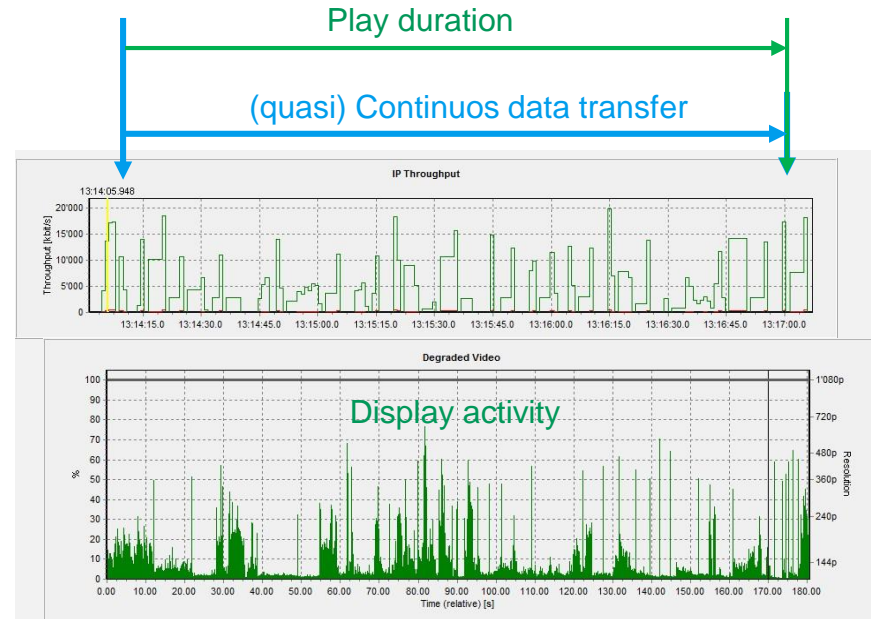 Play duration
(quasi) Continuos data transfer
IP Throughput
13:14:05.948
Throughput [kbit/s]
20'000
15'000
10'000
5'000
0
13:14:15.0 13:14:30.0 13:14:45.0 13:15:00.0 13:15:15.0 13:15:30.0 13:15:45.0 13:16:00.0 13:16:15.0 13:16:30.0 13:16:45.0 13:17:00.0
Degraded Video
Display activity
%
100
90
80
70
60
50
40
30
20
10
0
1'080p
720p
480p
360p
240p
144p
Resolution
0.00 10.00 20.00 30.00 40.00 50.00 60.00 70.00 80.00 90.00 100.00 110.00 120.00 130.00 140.00 150.00 160.00 170.00 180.00
Time (relative) [s]